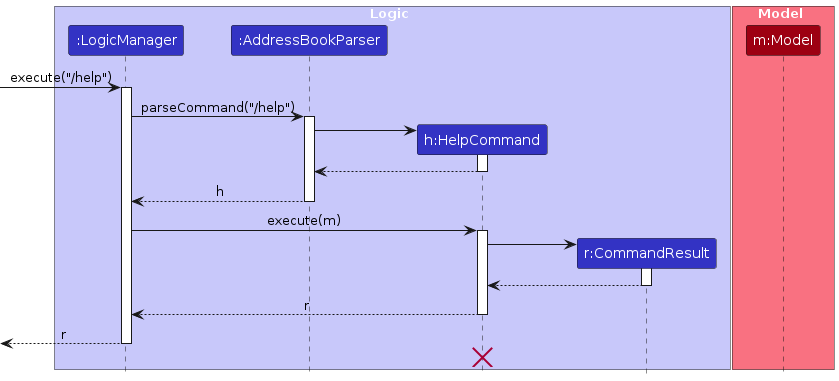 Logic
Model
:LogicManager
:AddressBookParser
m:Model
execute("/help")
parseCommand("/help")
h:HelpCommand
h
execute(m)
r:CommandResult
r
r